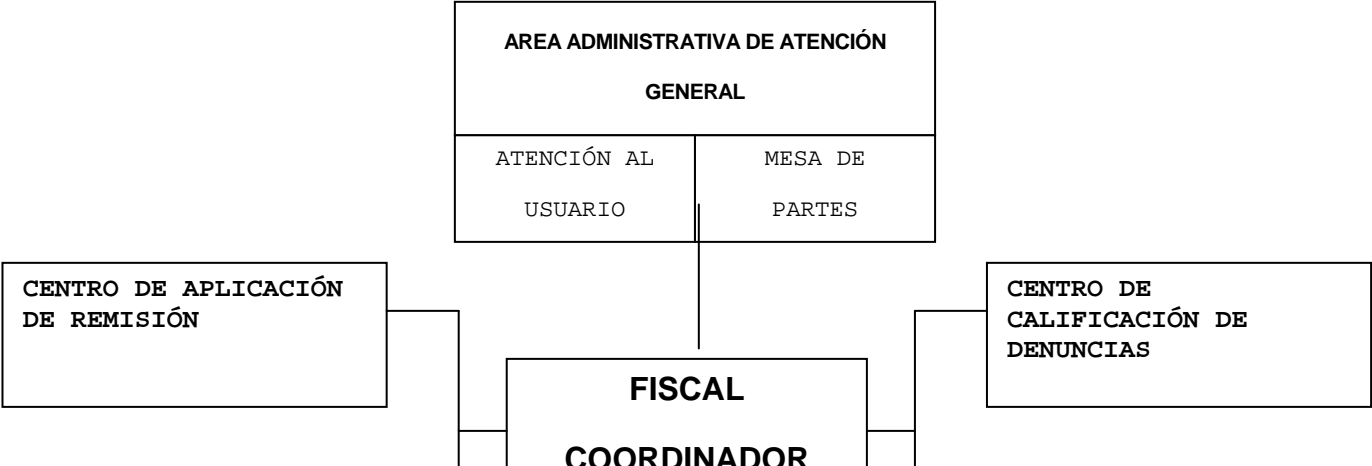 AREA ADMINISTRATIVA DE ATENCIÓN
GENERAL
ATENCIÓN AL
USUARIO
MESA DE
PARTES
CENTRO DE APLICACIÓN
DE REMISIÓN
CENTRO DE
CALIFICACIÓN DE
DENUNCIAS
FISCAL
COORDINADOR